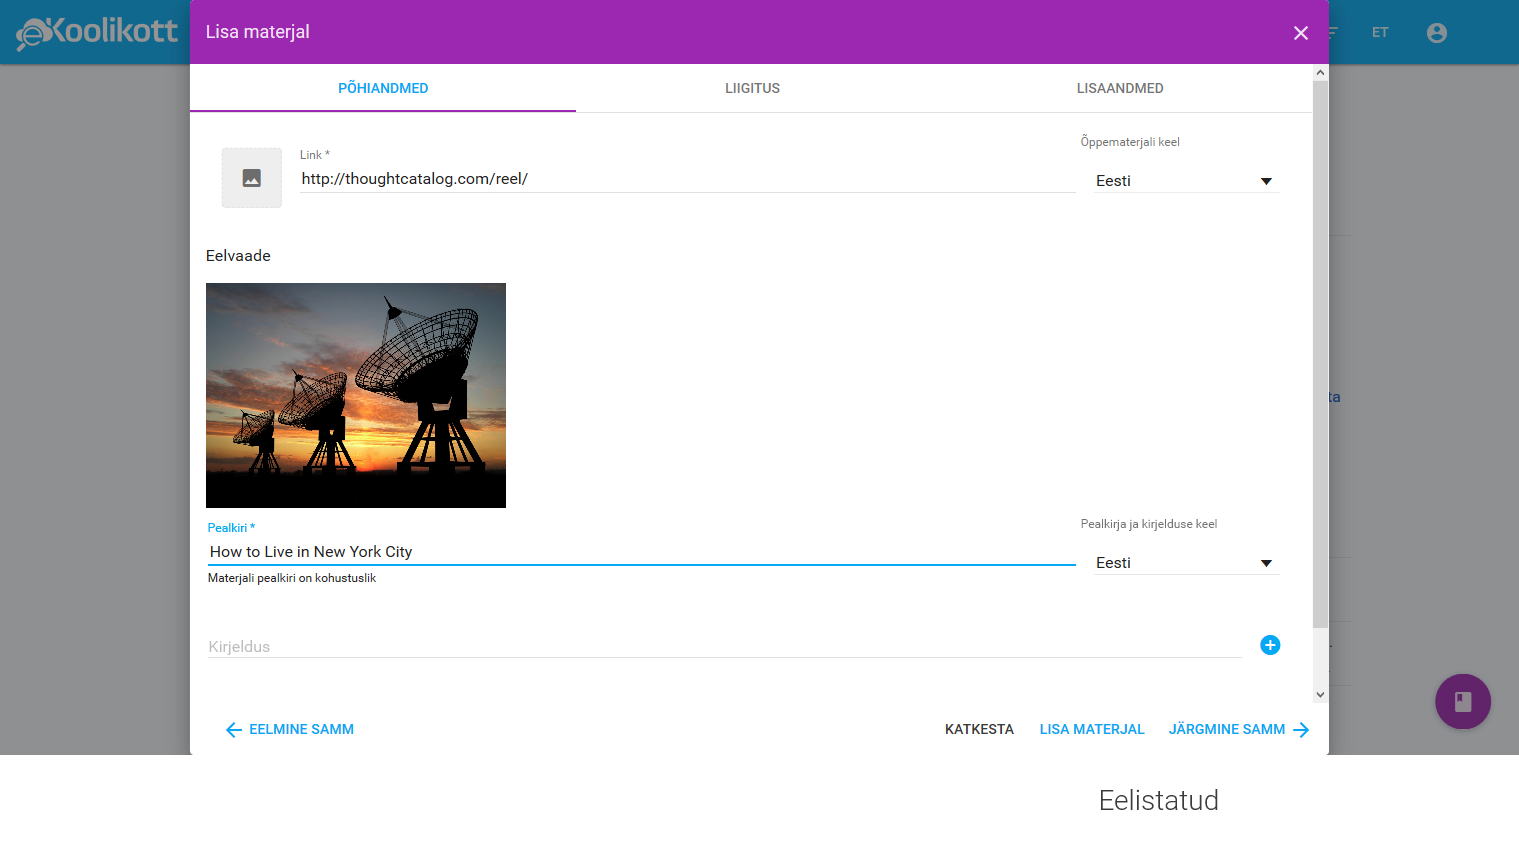 eKoolikott
Lisa materjal
ET
PÕHIANDMED
LIIGITUS
LISAANDMED
Link *
Õppematerjali keel
http://thoughtcatalog.com/reel/
Eesti
Eelvaade
ta
Pealkiri *
Pealkirja ja kirjelduse keel
How to Live in New York City
Eesti
Materjali pealkiri on kohustuslik
Kirjeldus
EELMINE SAMM
KATKESTA
LISA MATERJAL
JÄRGMINE SAMM
Eelistatud